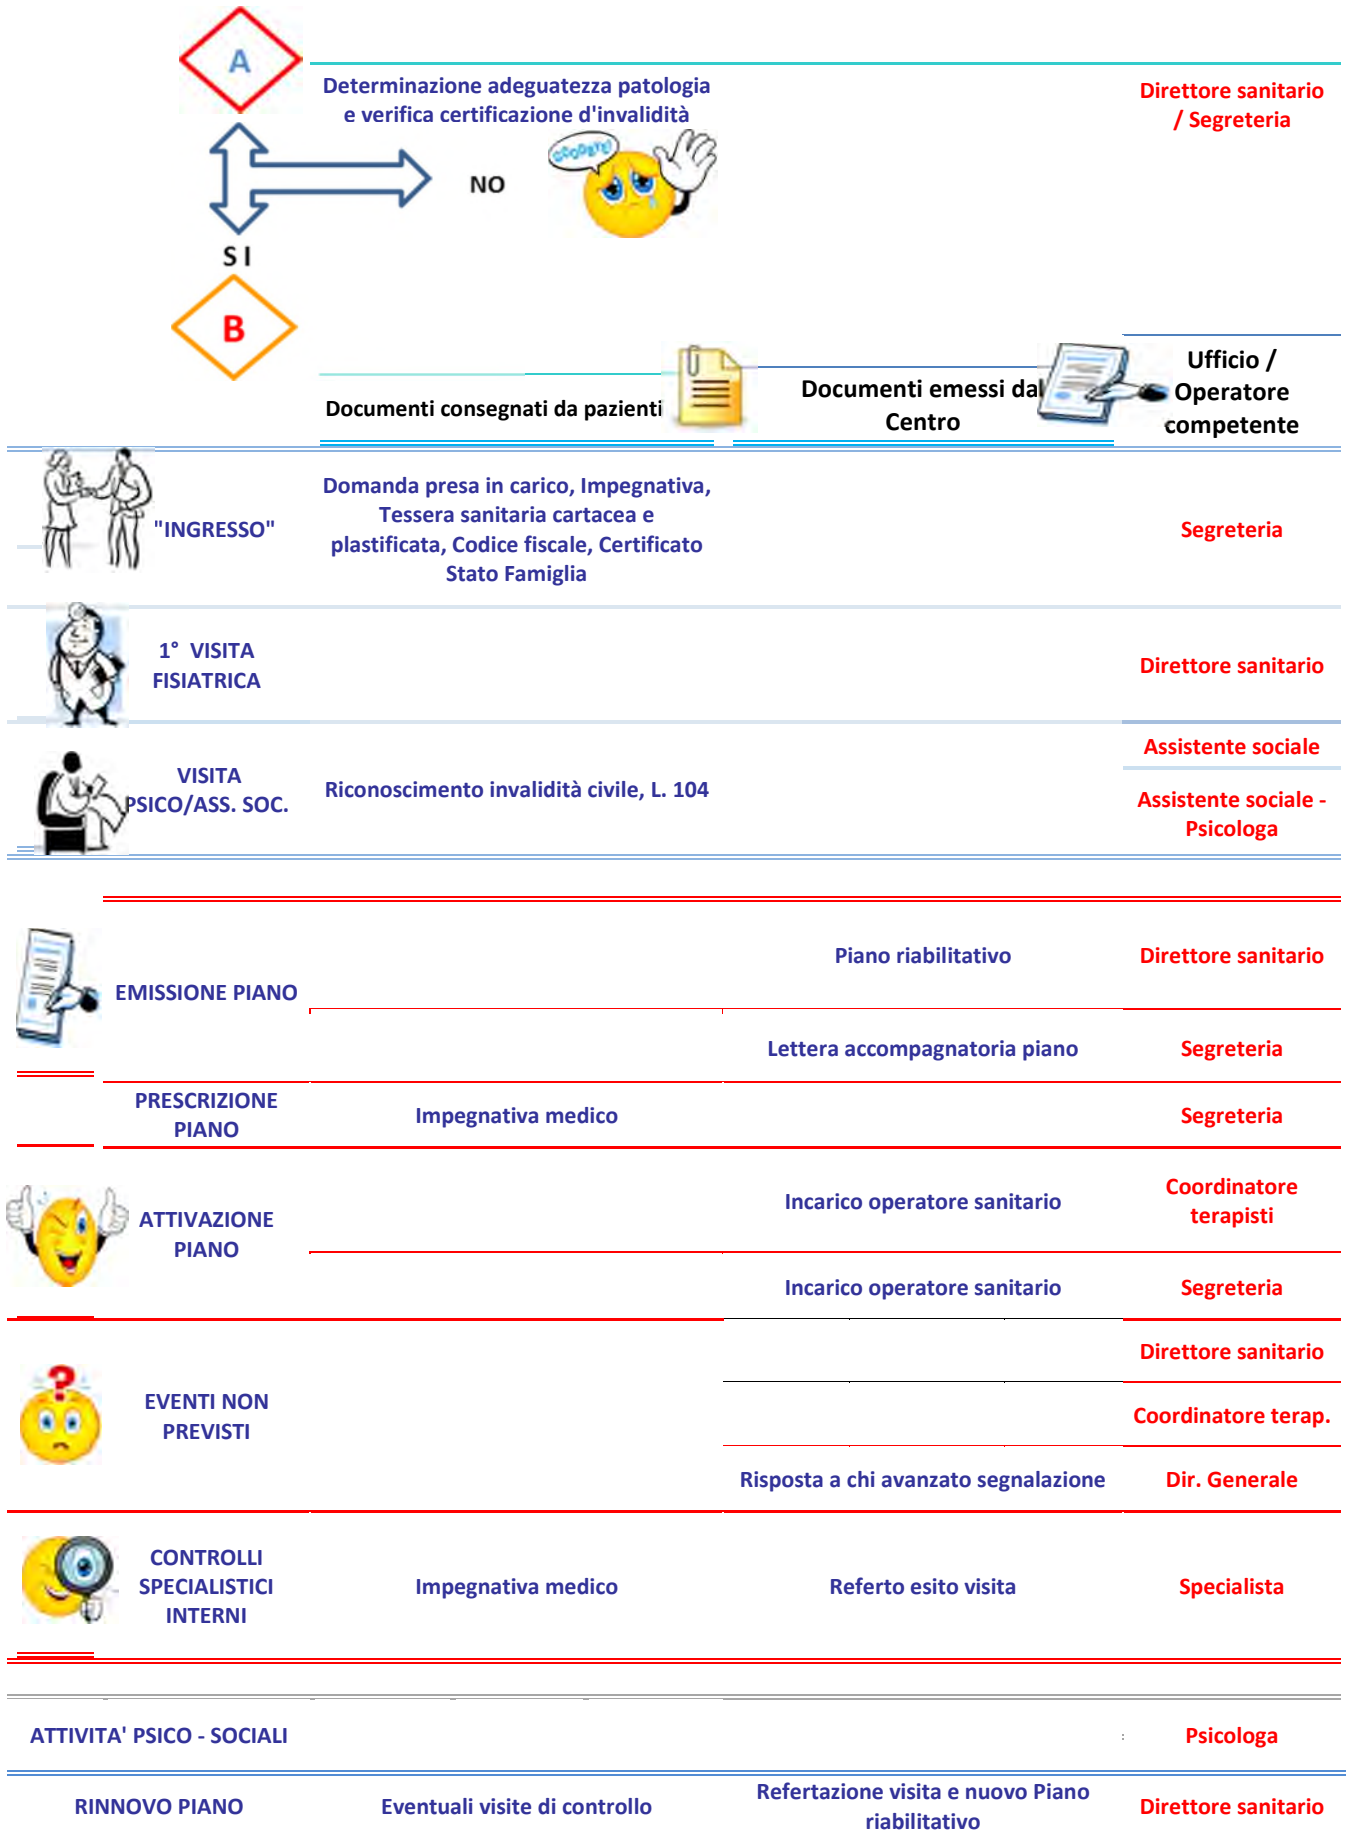 A
Determinazione adeguatezza patologia
e verifica certificazione d'invalidità
Direttore sanitario
/ Segreteria
GOODBYE!
NO
S I
B
Documenti consegnati da pazienti
Documenti emessi dal
Centro
Ufficio /
Operatore
competente
"INGRESSO"
Domanda presa in carico, Impegnativa,
Tessera sanitaria cartacea e
plastificata, Codice fiscale, Certificato
Stato Famiglia
Segreteria
1° VISITA
FISIATRICA
Direttore sanitario
VISITA
PSICO/ASS. SOC.
Riconoscimento invalidità civile, L. 104
Assistente sociale
Assistente sociale -
Psicologa
EMISSIONE PIANO
Piano riabilitativo
Direttore sanitario
Lettera accompagnatoria piano
Segreteria
PRESCRIZIONE
PIANO
Impegnativa medico
Segreteria
ATTIVAZIONE
PIANO
Incarico operatore sanitario
Coordinatore
terapisti
Incarico operatore sanitario
Segreteria
EVENTI NON
PREVISTI
Direttore sanitario
Coordinatore terap.
Risposta a chi avanzato segnalazione
Dir. Generale
CONTROLLI
SPECIALISTICI
INTERNI
Impegnativa medico
Referto esito visita
Specialista
ATTIVITA' PSICO - SOCIALI
Psicologa
RINNOVO PIANO
Eventuali visite di controllo
Refertazione visita e nuovo Piano
riabilitativo
Direttore sanitario